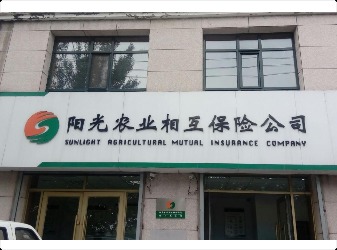 阳光农业相互保险公司
SUNLIGHT AGRICULTURAL MUTUAL INSURANCE COMPANY